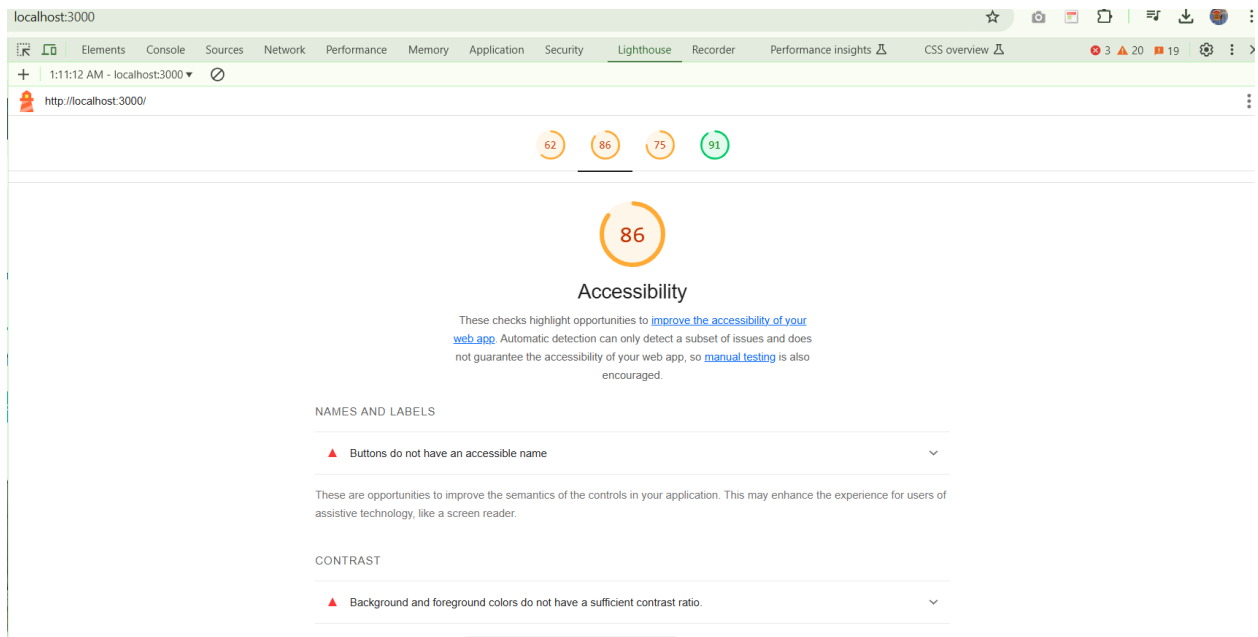 localhost:3000
Elements Console Sources Network Performance Memory Application Security Lighthouse Recorder Performance insights CSS overview 3 20 19
1:11:12 AM - localhost:3000
http://localhost:3000/
62 86 75 91
86
Accessibility
These checks highlight opportunities to improve the accessibility of your
web app. Automatic detection can only detect a subset of issues and does
not guarantee the accessibility of your web app, so manual testing is also
encouraged.
NAMES AND LABELS
Buttons do not have an accessible name
These are opportunities to improve the semantics of the controls in your application. This may enhance the experience for users of
assistive technology, like a screen reader.
CONTRAST
Background and foreground colors do not have a sufficient contrast ratio.